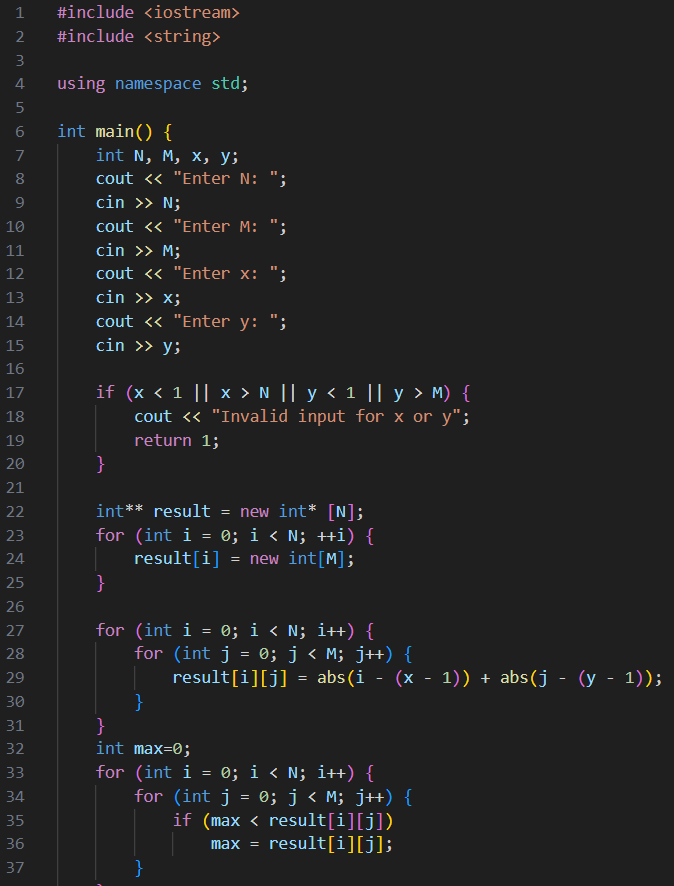 1 #include <iostream>
2 #include <string>
3
4 using namespace std;
5
6 int main() {
7     int N, M, x, y;
8     cout << "Enter N: ";
9     cin >> N;
10     cout << "Enter M: ";
11     cin >> M;
12     cout << "Enter x: ";
13     cin >> x;
14     cout << "Enter y: ";
15     cin >> y;
16
17     if (x < 1 || x > N || y < 1 || y > M) {
18         cout << "Invalid input for x or y";
19         return 1;
20     }
21
22     int** result = new int* [N];
23     for (int i = 0; i < N; ++i) {
24         result[i] = new int[M];
25     }
26
27     for (int i = 0; i < N; i++) {
28         for (int j = 0; j < M; j++) {
29             result[i][j] = abs(i - (x - 1)) + abs(j - (y - 1));
30         }
31     }
32     int max=0;
33     for (int i = 0; i < N; i++) {
34         for (int j = 0; j < M; j++) {
35             if (max < result[i][j])
36                 max = result[i][j];
37         }